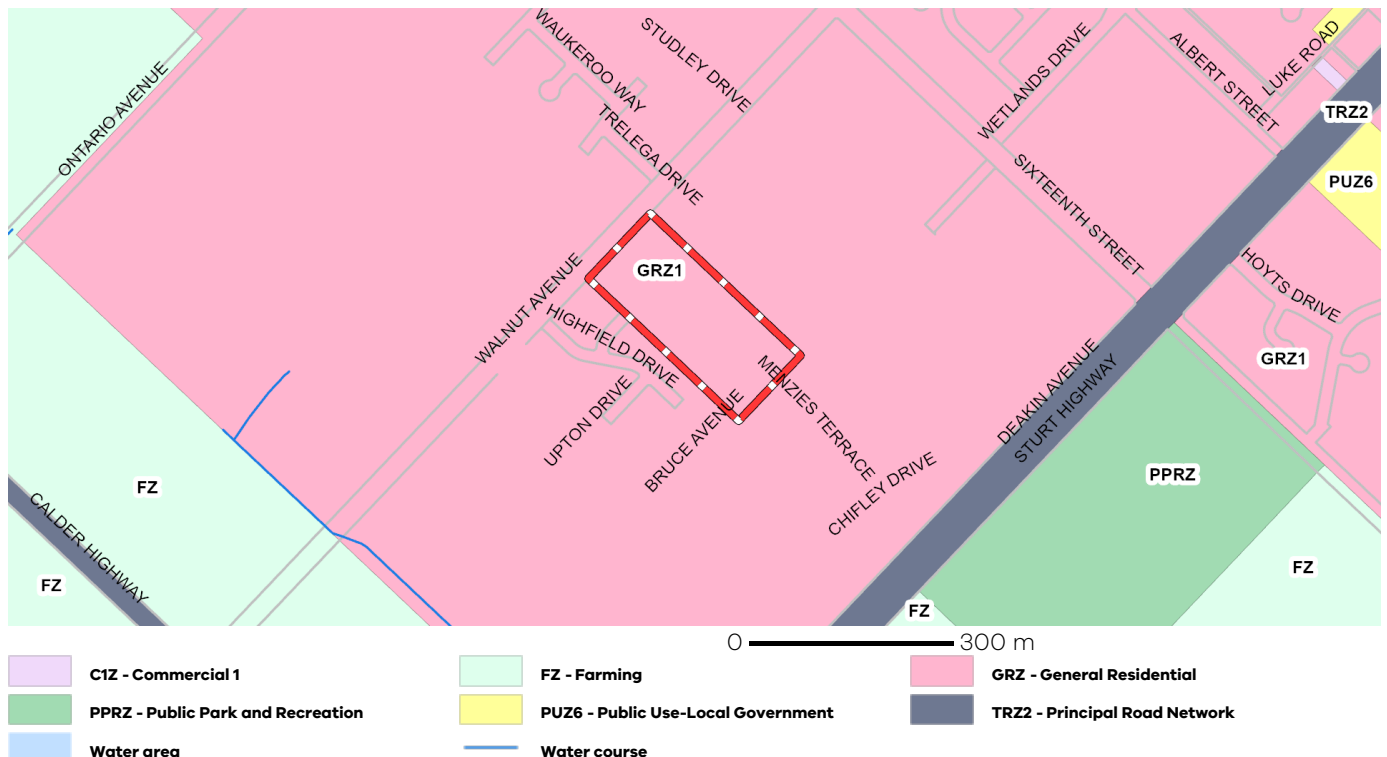 WAUKEROO WAY
STUDLEY DRIVE
WETLANDS DRIVE
ALBERT STREET
LUKE ROAD
TRZ2
ONTARIO AVENUE
TRELEGA DRIVE
SIXTEENTH STREET
PUZ6
GRZ1
WALNUT AVENUE
HIGHFIELD DRIVE
HOYTS DRIVE
GRZ1
UPTON DRIVE
BRUCE AVENUE
MENZIES TERRACE
DEAKIN AVENUE
STURT HIGHWAY
CHIFLEY DRIVE
PPRZ
FZ
CALDER HIGHWAY
FZ
FZ
FZ
0 300 m
C1Z - Commercial 1
FZ - Farming
GRZ - General Residential
PPRZ - Public Park and Recreation
PUZ6 - Public Use-Local Government
TRZ2 - Principal Road Network
Water area
Water course